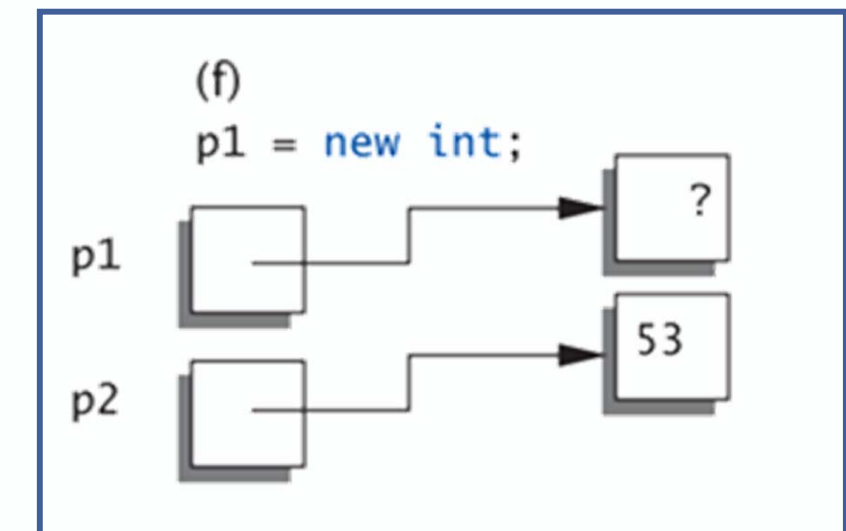 (f)
p1 = new int;
?
p1
53
p2